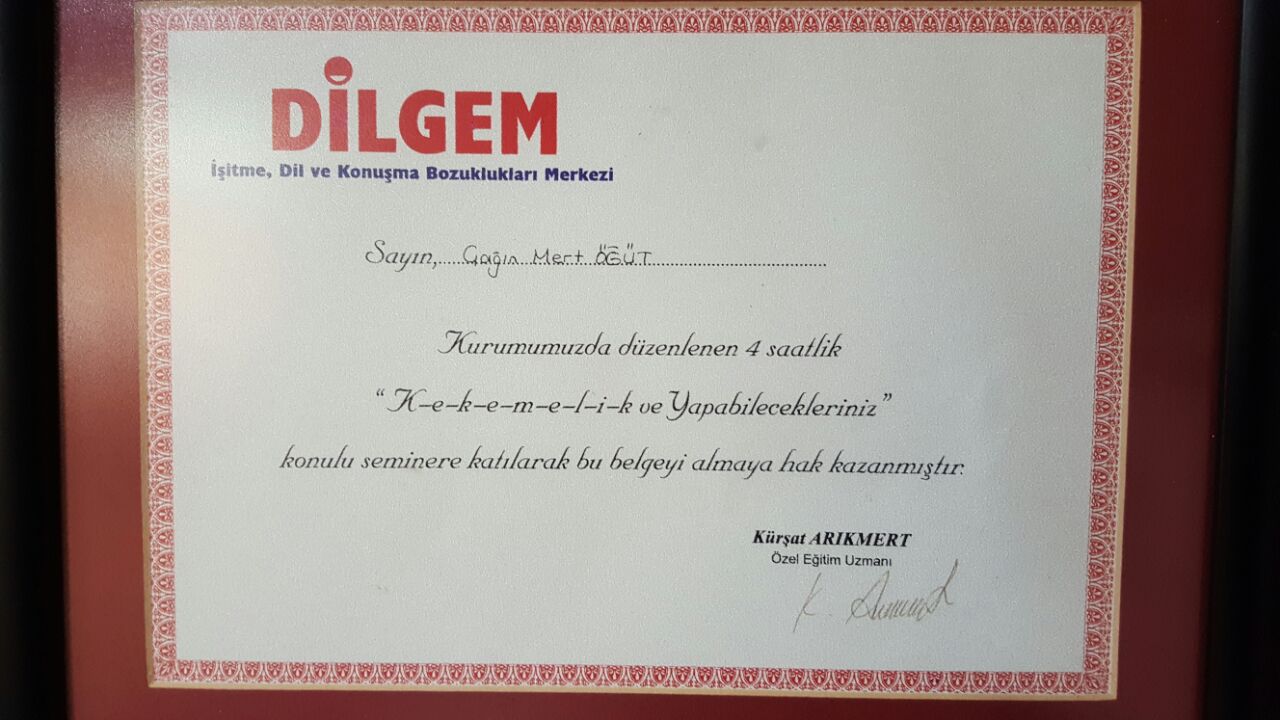 DİLGEM
İşitme, Dil ve Konuşma Bozuklukları Merkezi
Sayın, Çağın Mert ÖĞÜT
Kurumumuzda düzenlenen 4 saatlik
“K-e-k-e-m-e-l-i-k ve Yapabilecekleriniz”
konulu seminere katılarak bu belgeyi almaya hak kazanmıştır.
Kürşat ARIKMERT
Özel Eğitim Uzmanı